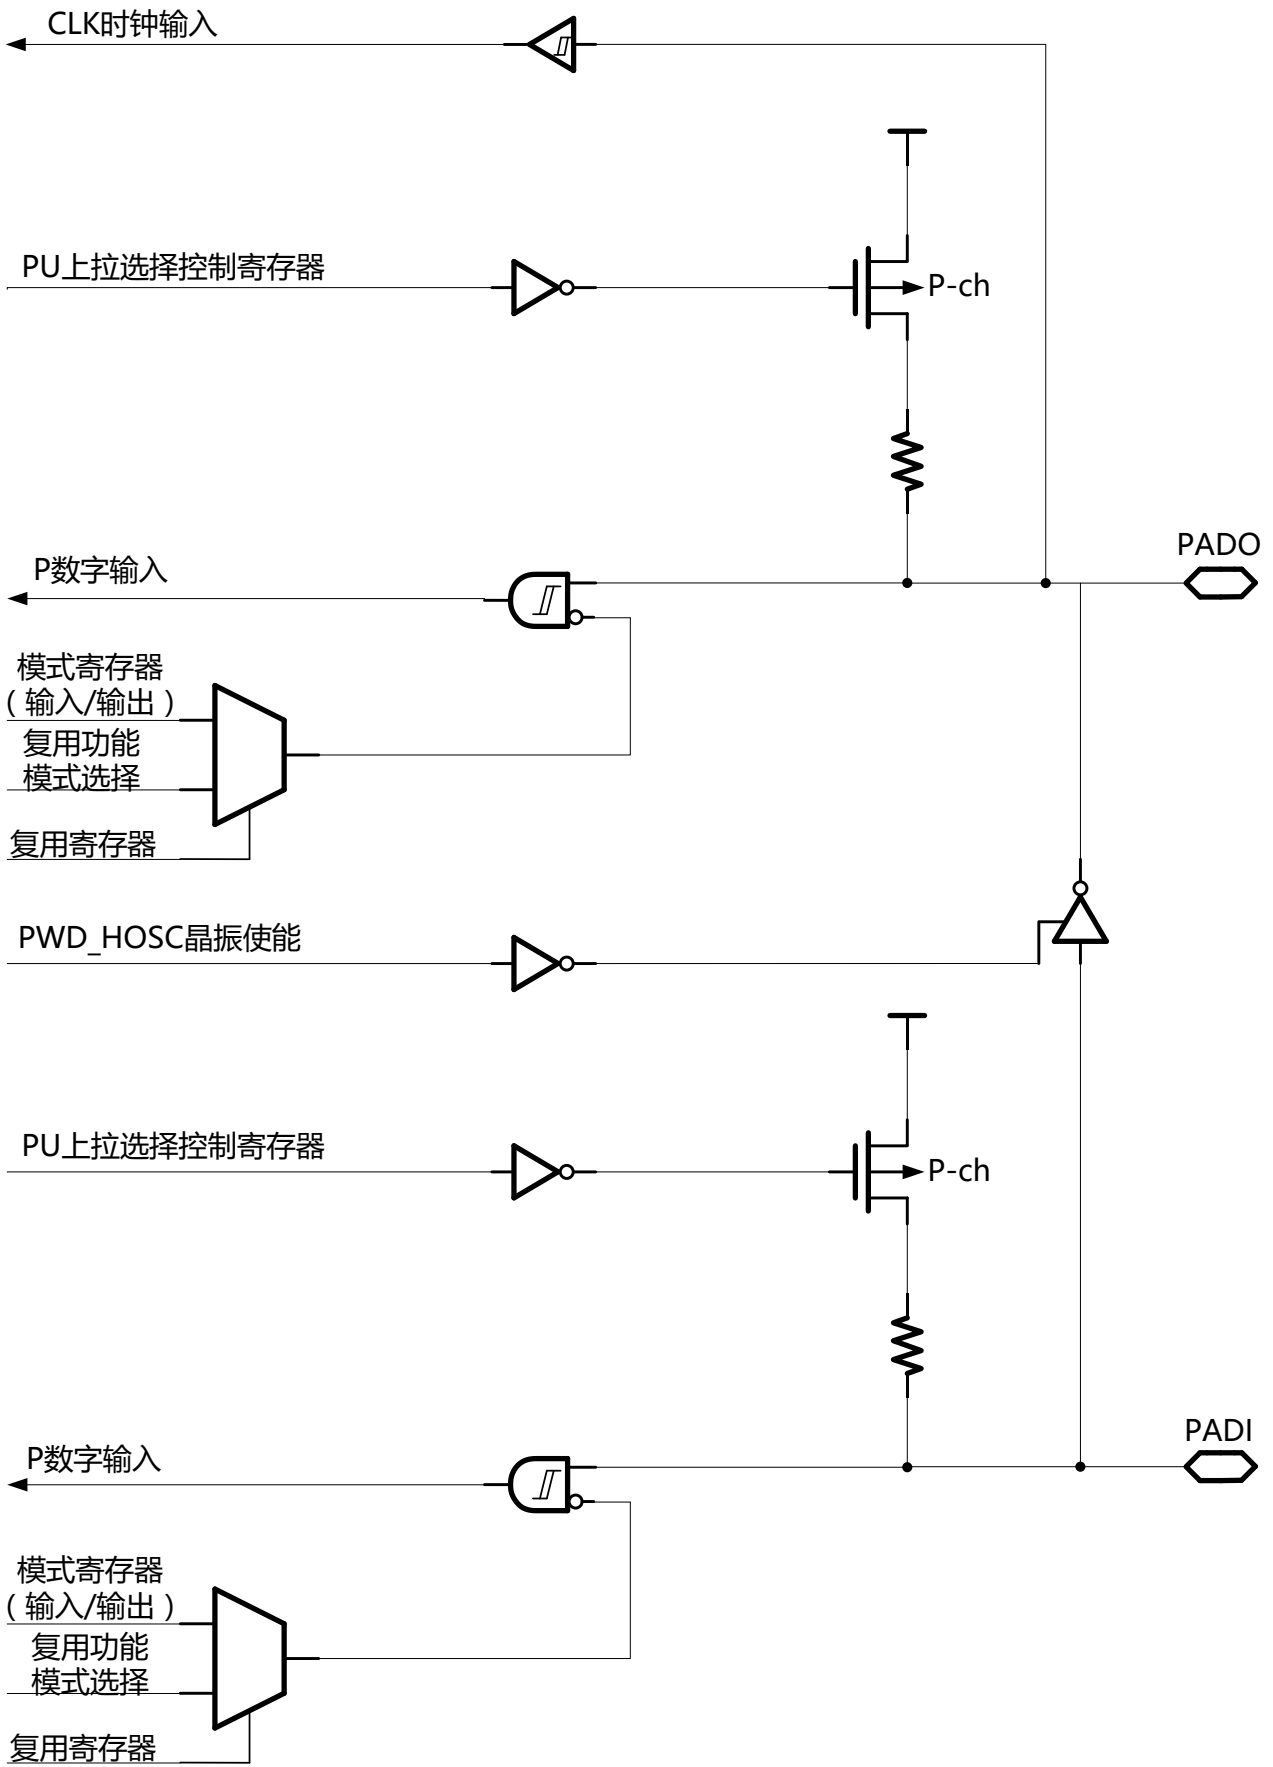 CLK时钟输入
PU上拉选择控制寄存器
P-ch
PADO
P数字输入
模式寄存器
（输入/输出）
复用功能
模式选择
复用寄存器
PWD_HOSC晶振使能
PU上拉选择控制寄存器
P-ch
PADI
P数字输入
模式寄存器
（输入/输出）
复用功能
模式选择
复用寄存器